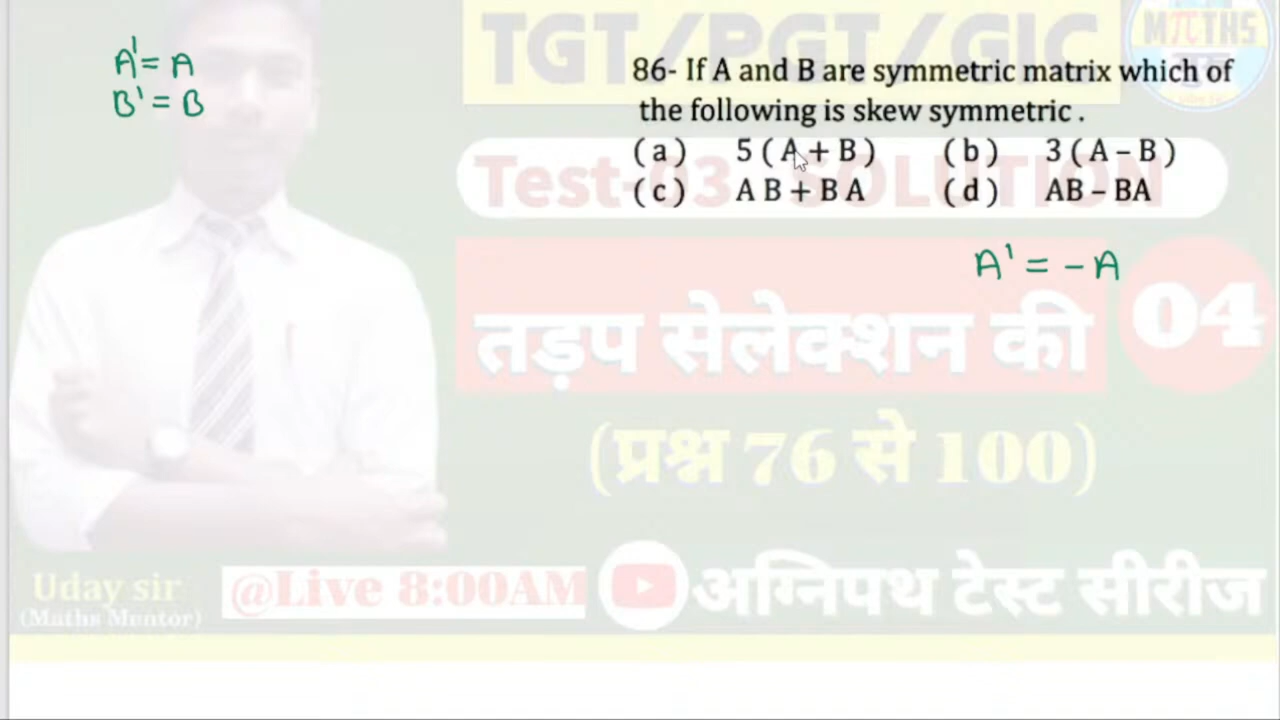 A' = A
B' = B
TGT/PGT/GIC
MπTHS
86- If A and B are symmetric matrix which of
the following is skew symmetric .
( a ) 5 ( A + B ) ( b ) 3 ( A – B )
( c ) A B + B A ( d ) AB – BA
Test-03 SOLUTION
A' = – A
तड़प सेलेक्शन की
04
(प्रश्न 76 से 100)
Uday sir
(Maths Mentor)
@Live 8:00AM
अग्निपथ टेस्ट सीरीज